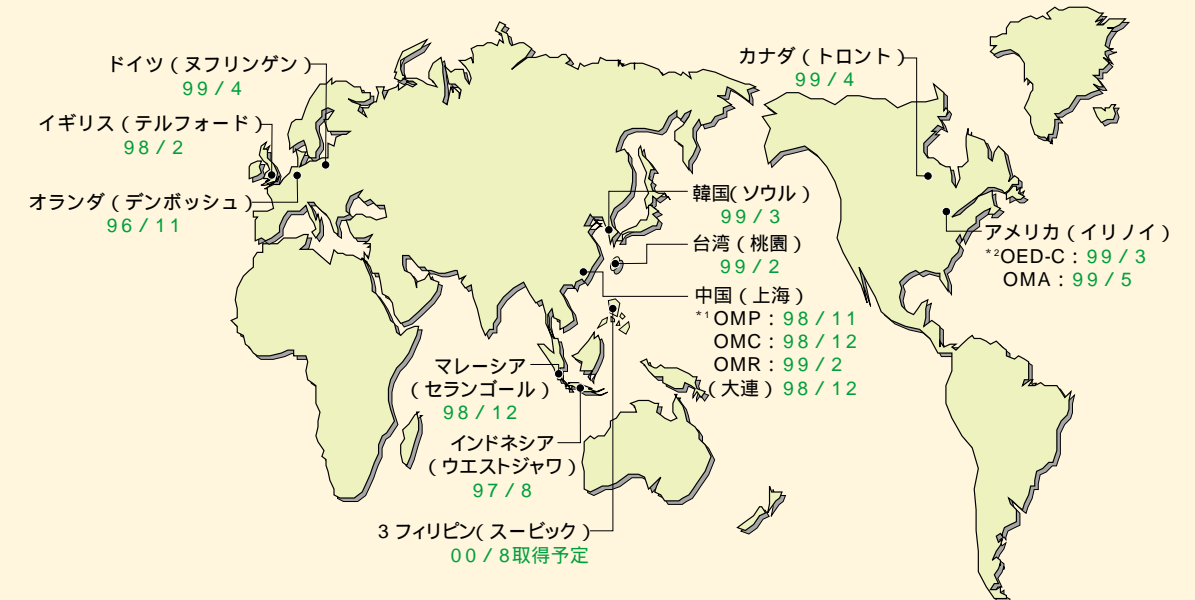 ドイツ（ヌフリンゲン）
99/4
イギリス（テルフォード）
98/2
オランダ（デンボッシュ）
96/11
カナダ（トロント）
99/4
アメリカ（イリノイ）
*2OED-C：99/3
OMA：99/5
韓国（ソウル）
99/3
台湾（桃園）
99/2
中国（上海）
*1OMP：98/11
OMC：98/12
OMR：99/2
（大連）98/12
マレーシア
（セランゴール）
98/12
インドネシア
（ウエストジャワ）
97/8
3フィリピン（スービック）
00/8取得予定